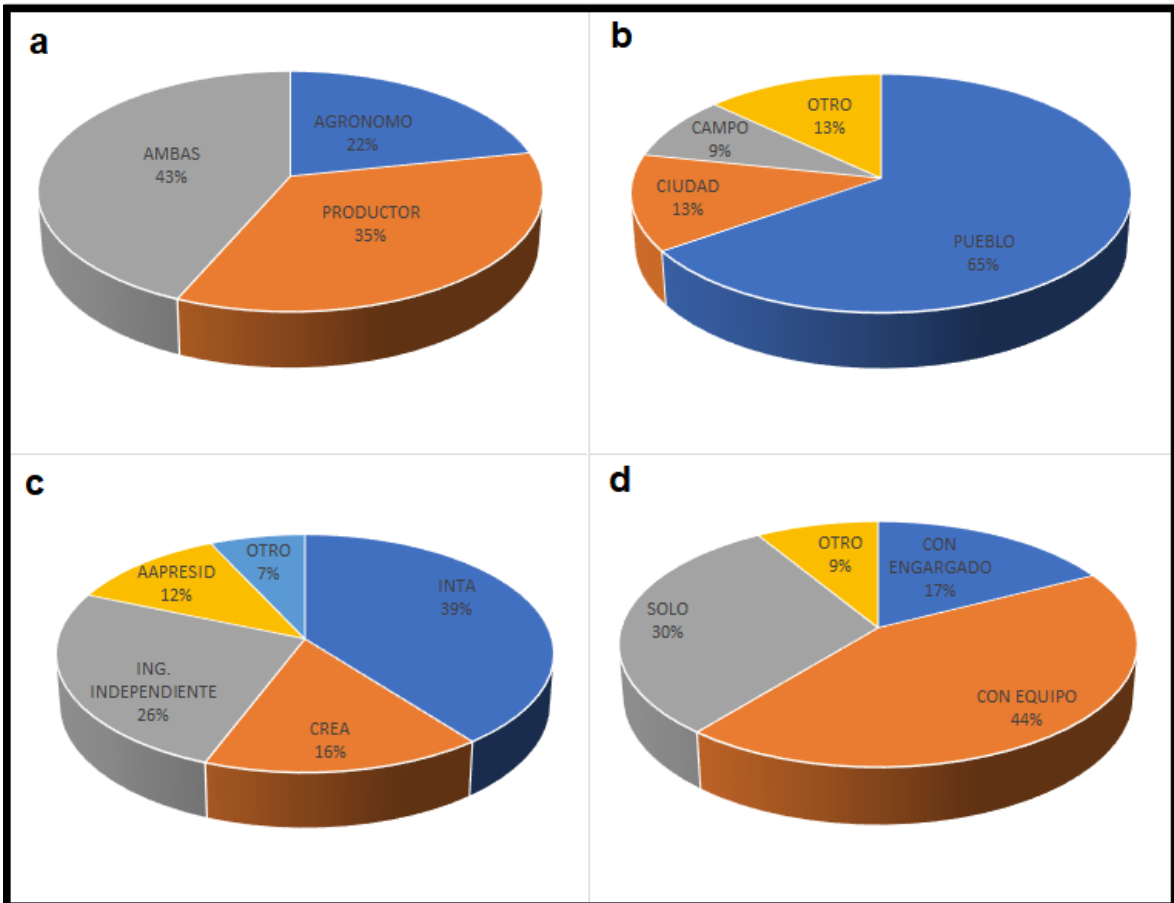 a
AGRONOMO
22%
PRODUCTOR
35%
AMBAS
43%
b
PUEBLO
65%
CIUDAD
13%
CAMPO
9%
OTRO
13%
c
INTA
39%
CREA
16%
ING.
INDEPENDIENTE
26%
AAPRESID
12%
OTRO
7%
d
CON
ENGARGADO
17%
CON EQUIPO
44%
SOLO
30%
OTRO
9%